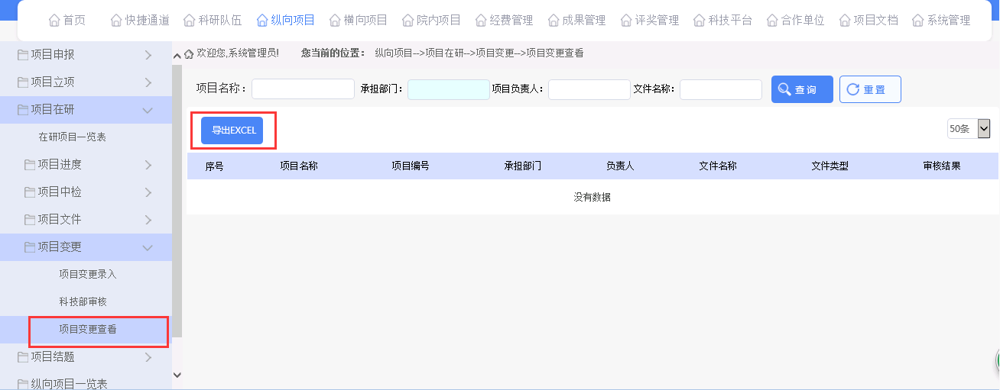 首页 快捷通道 科研队伍 纵向项目 横向项目 院内项目 经费管理 成果管理 评奖管理 科技平台 合作单位 项目文档 系统管理
项目申报
项目立项
项目在研
在研项目一览表
项目进度
项目中检
项目文件
项目变更
项目变更录入
科技部审核
项目变更查看
项目结题
纵向项目一览表
欢迎您,系统管理员! 您当前的位置： 纵向项目-->项目在研-->项目变更-->项目变更查看
项目名称： 承担部门： 项目负责人： 文件名称： 查询 重置
导出EXCEL 50条
序号 项目名称 项目编号 承担部门 负责人 文件名称 文件类型 审核结果
没有数据